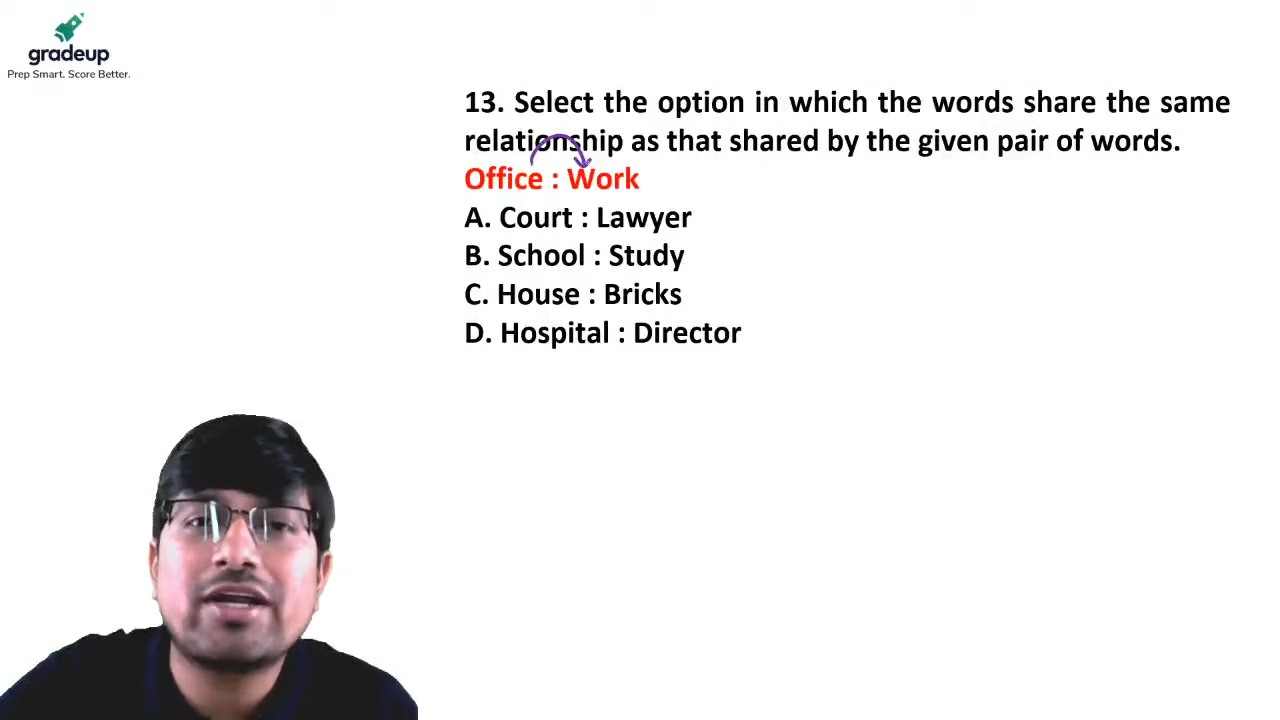 gradeup
Prep Smart. Score Better.
13. Select the option in which the words share the same
relationship as that shared by the given pair of words.
Office : Work
A. Court : Lawyer
B. School : Study
C. House : Bricks
D. Hospital : Director